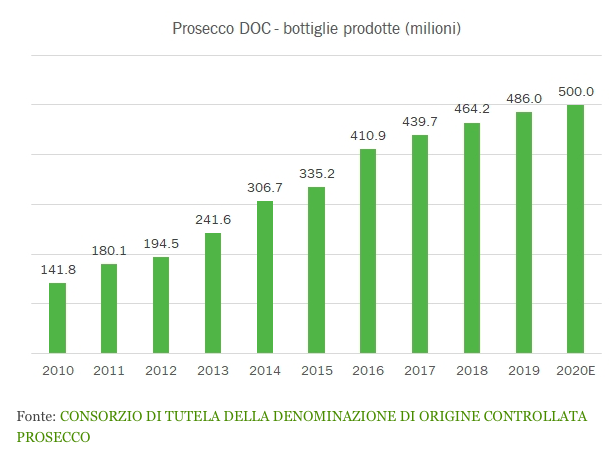 Prosecco DOC - bottiglie prodotte (milioni)
500.0
486.0
464.2
439.7
410.9
335.2
306.7
241.6
194.5
180.1
141.8
2010 2011 2012 2013 2014 2015 2016 2017 2018 2019 2020E
Fonte: CONSORZIO DI TUTELA DELLA DENOMINAZIONE DI ORIGINE CONTROLLATA
PROSECCO